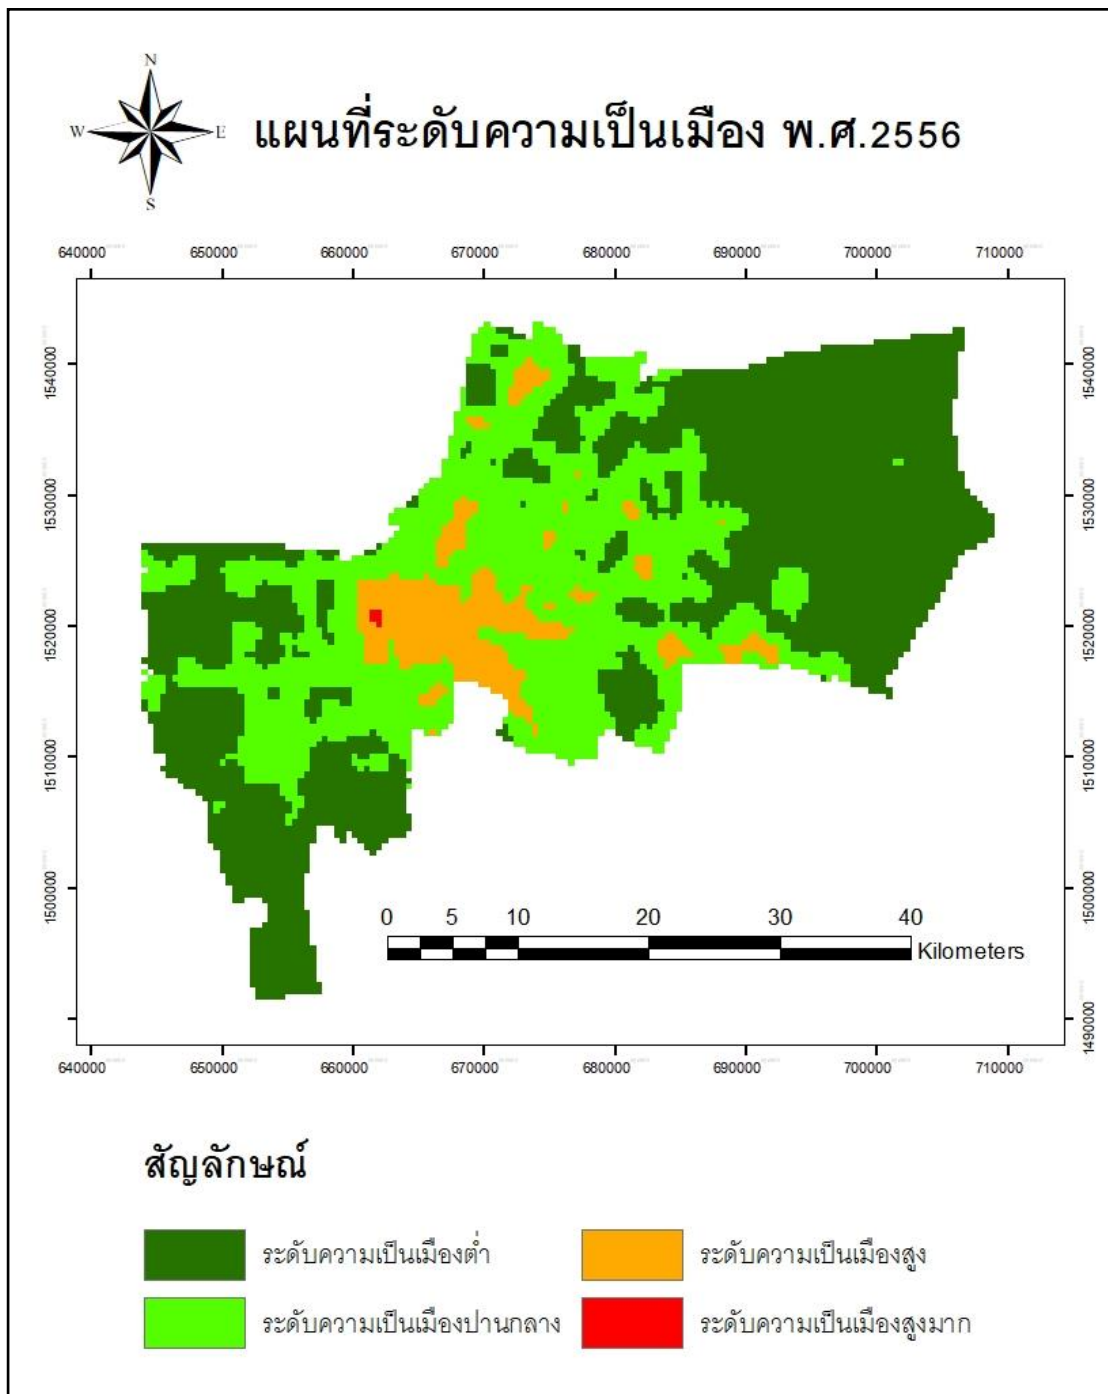 N
W E
S
แผนที่ระดับความเป็นเมือง พ.ศ.2556
640000 650000 660000 670000 680000 690000 700000 710000
1540000 1540000
1530000 1530000
1520000 1520000
1510000 1510000
1500000 1500000
1490000
0 5 10 20 30 40
Kilometers
640000 650000 660000 670000 680000 690000 700000 710000
สัญลักษณ์
ระดับความเป็นเมืองต่ำ ระดับความเป็นเมืองสูง
ระดับความเป็นเมืองปานกลาง ระดับความเป็นเมืองสูงมาก